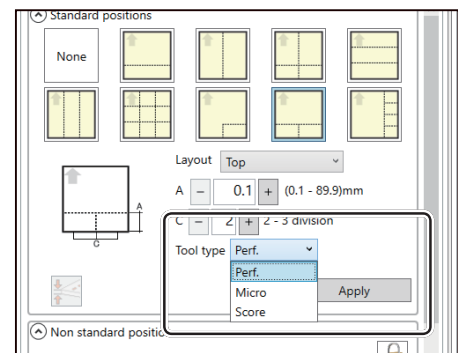 Standard positions
None
Layout Top
A – 0.1 + (0.1 - 89.9)mm
C – 2 + 2 - 3 division
A
C
Tool type Perf.
Perf.
Micro
Score
Apply
Non standard positio